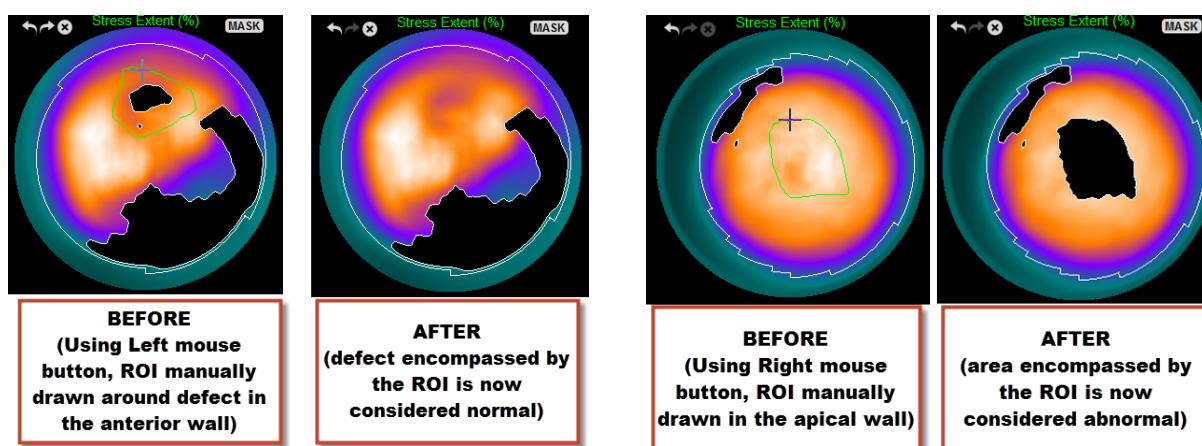 Stress Extent (%)
MASK
Stress Extent (%)
MASK
Stress Extent (%)
Stress Extent (%)
MASK
BEFORE
(Using Left mouse
button, ROI manually
drawn around defect in
the anterior wall)
AFTER
(defect encompassed by
the ROI is now
considered normal)
BEFORE
(Using Right mouse
button, ROI manually
drawn in the apical wall)
AFTER
(area encompassed by
the ROI is now
considered abnormal)